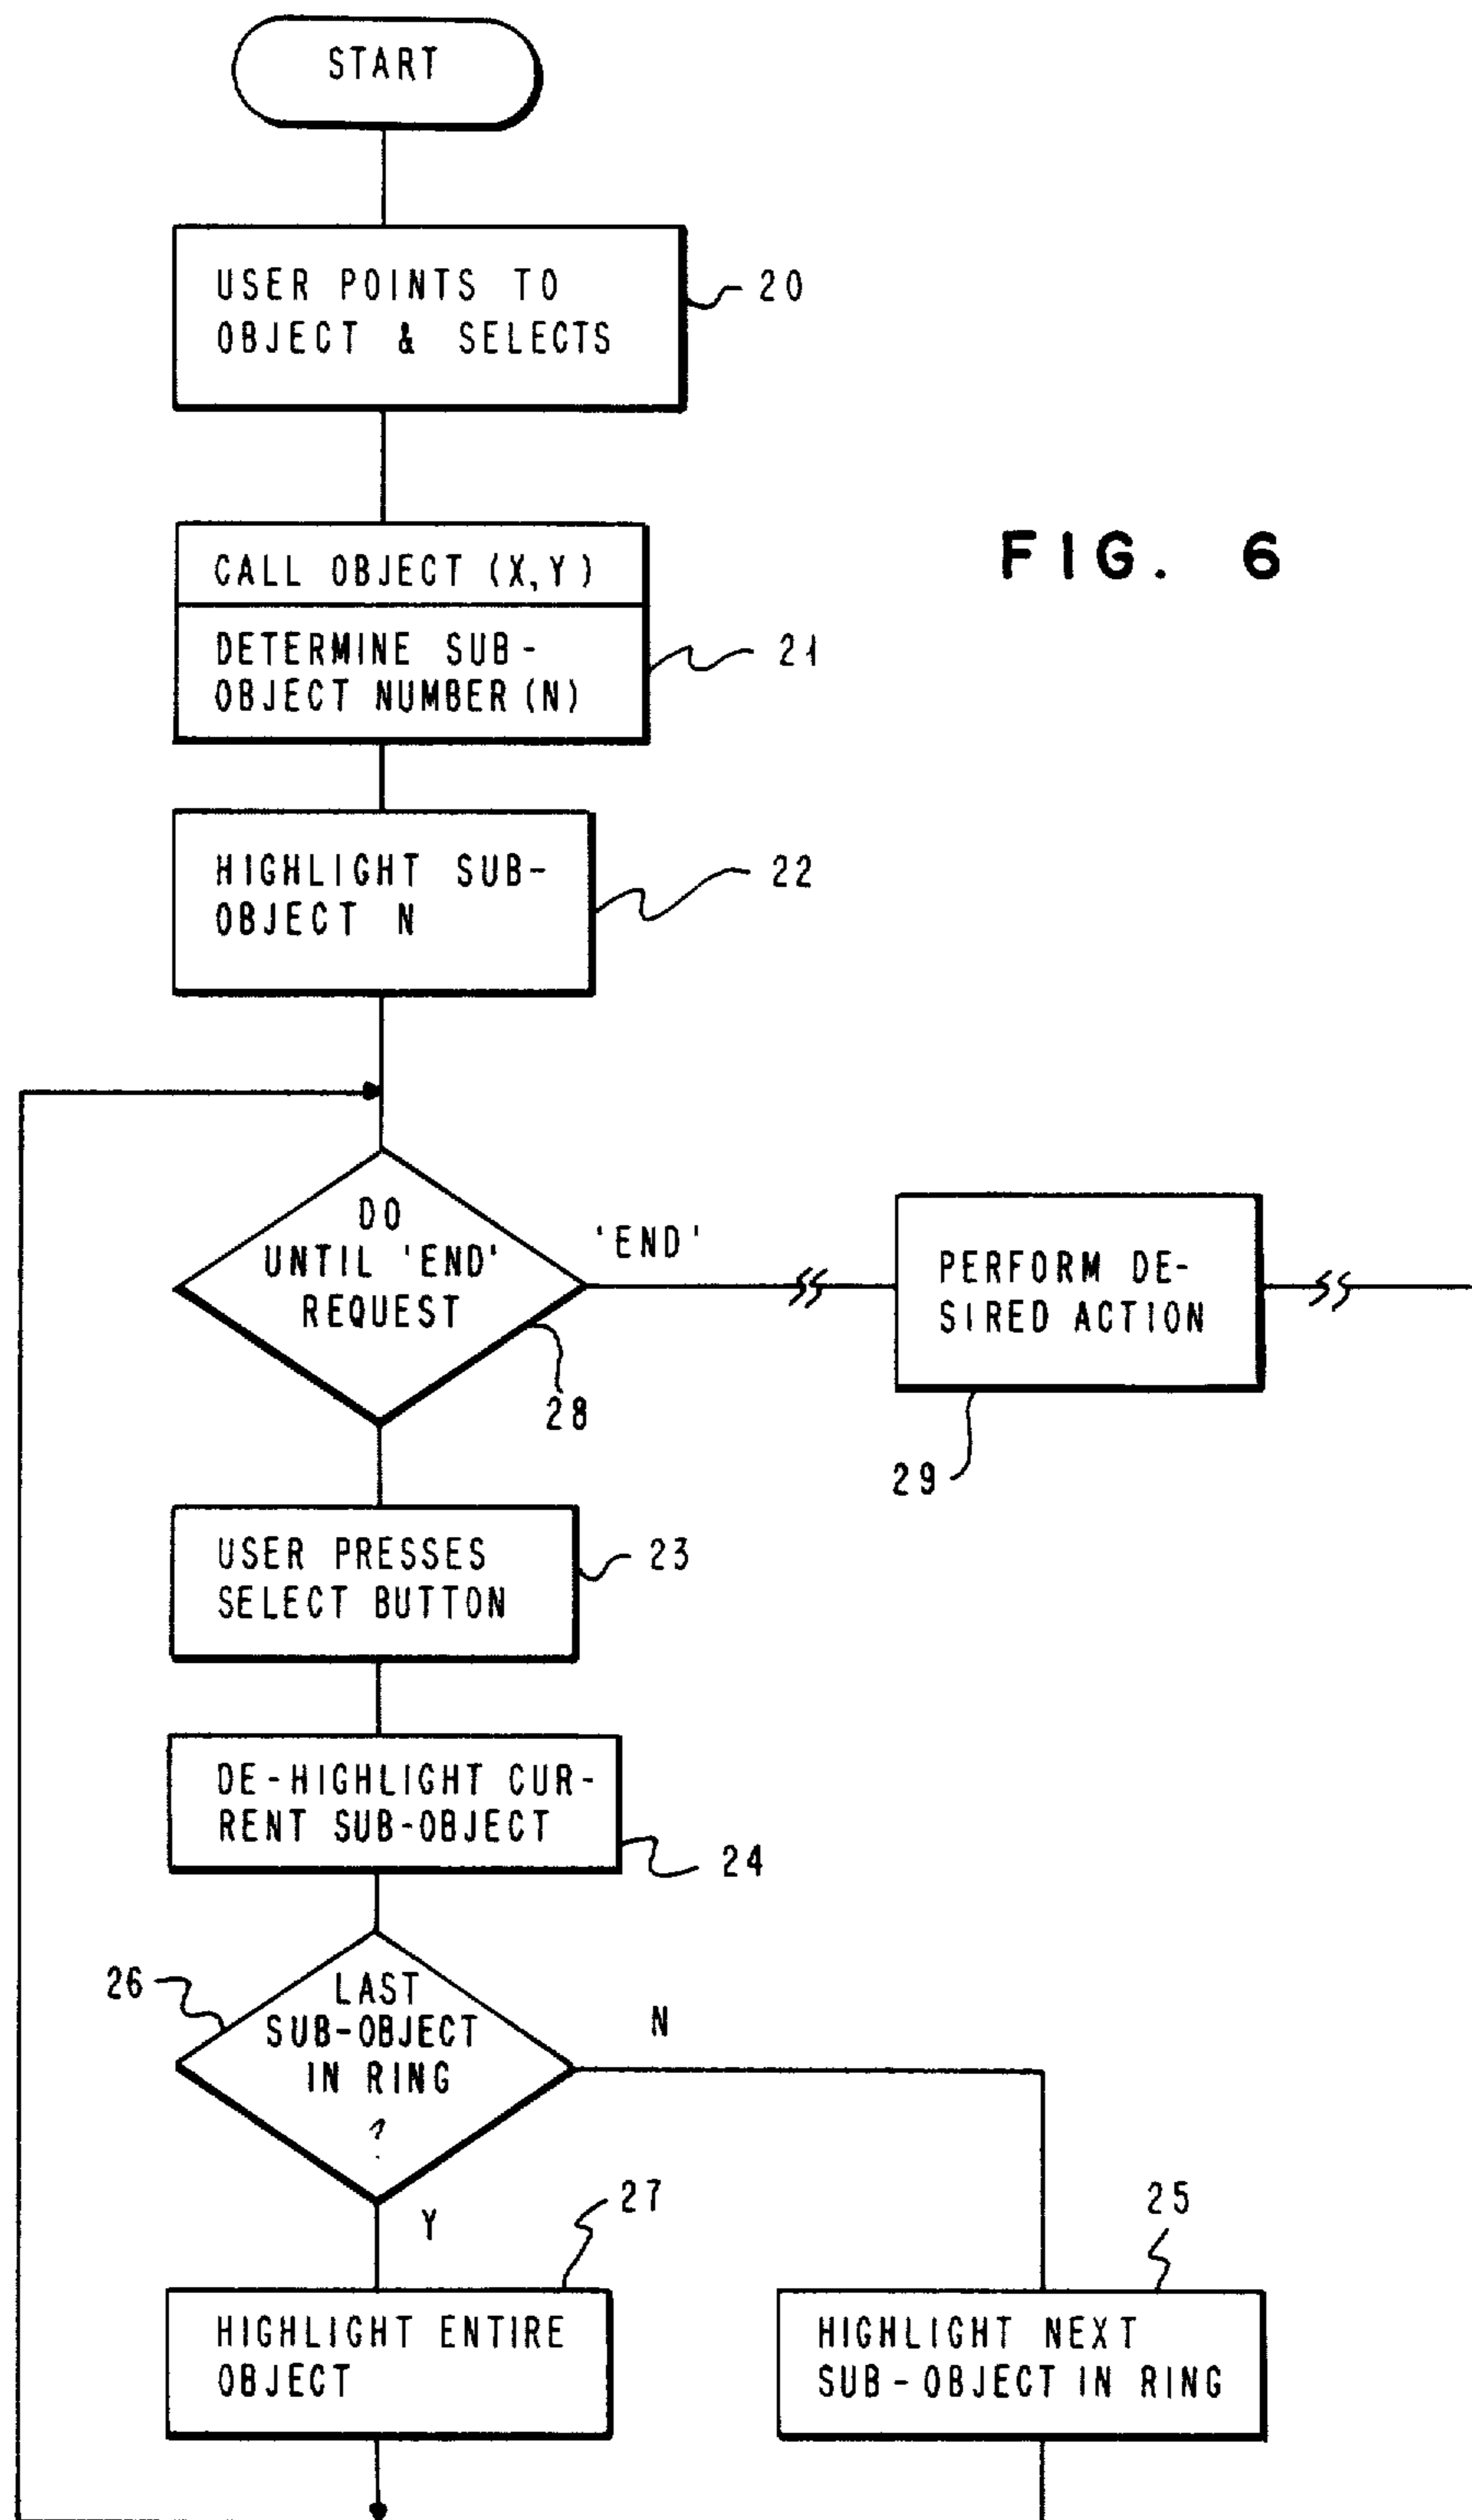 START
USER POINTS TO
OBJECT & SELECTS
20
CALL OBJECT (X,Y)
DETERMINE SUB-
OBJECT NUMBER (N)
21
FIG. 6
HIGHLIGHT SUB-
OBJECT N
22
DO
UNTIL 'END'
REQUEST
28
'END'
PERFORM DE-
SIRED ACTION
29
USER PRESSES
SELECT BUTTON
23
DE-HIGHLIGHT CUR-
RENT SUB-OBJECT
24
26
LAST
SUB-OBJECT
IN RING
?
N
Y
27
HIGHLIGHT ENTIRE
OBJECT
25
HIGHLIGHT NEXT
SUB-OBJECT IN RING